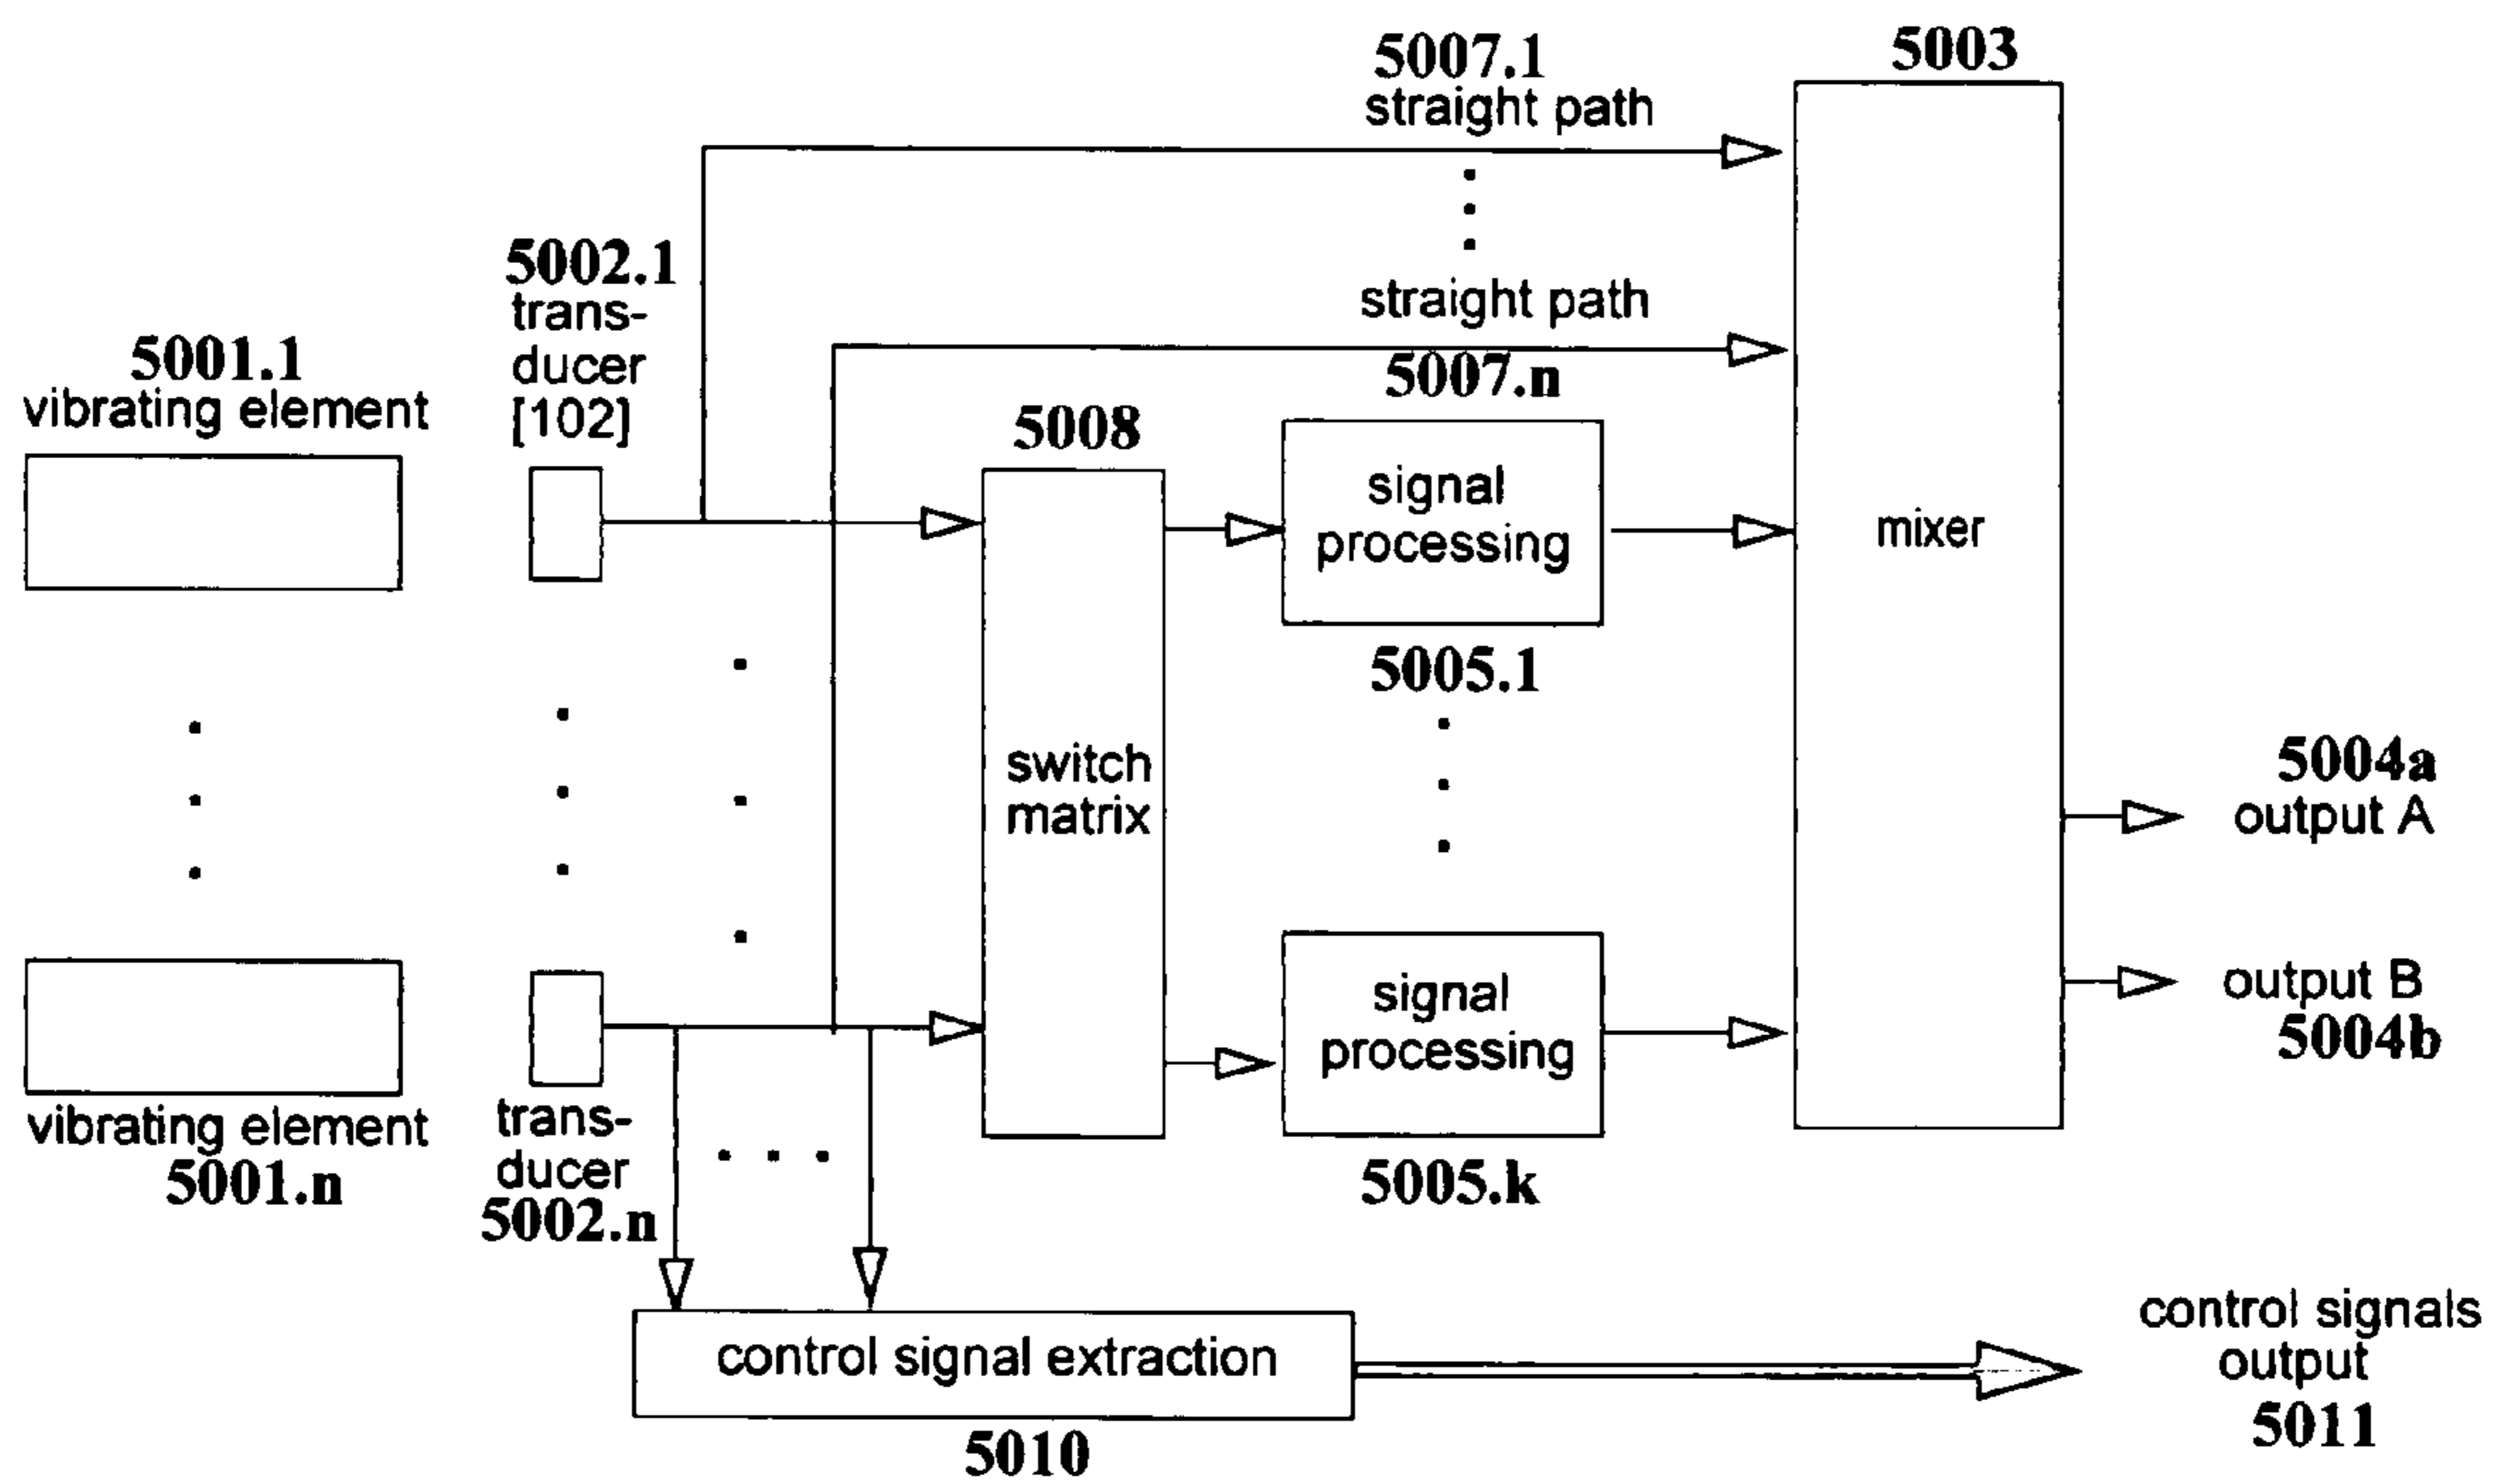 5007.1
straight path
5003
5002.1
trans-
ducer
[102]
straight path
5007.n
5001.1
vibrating element
5008
signal
processing
mixer
5005.1
switch
matrix
5004a
output A
output B
5004b
signal
processing
5005.k
vibrating element
5001.n
trans-
ducer
5002.n
control signal extraction
5010
control signals
output
5011